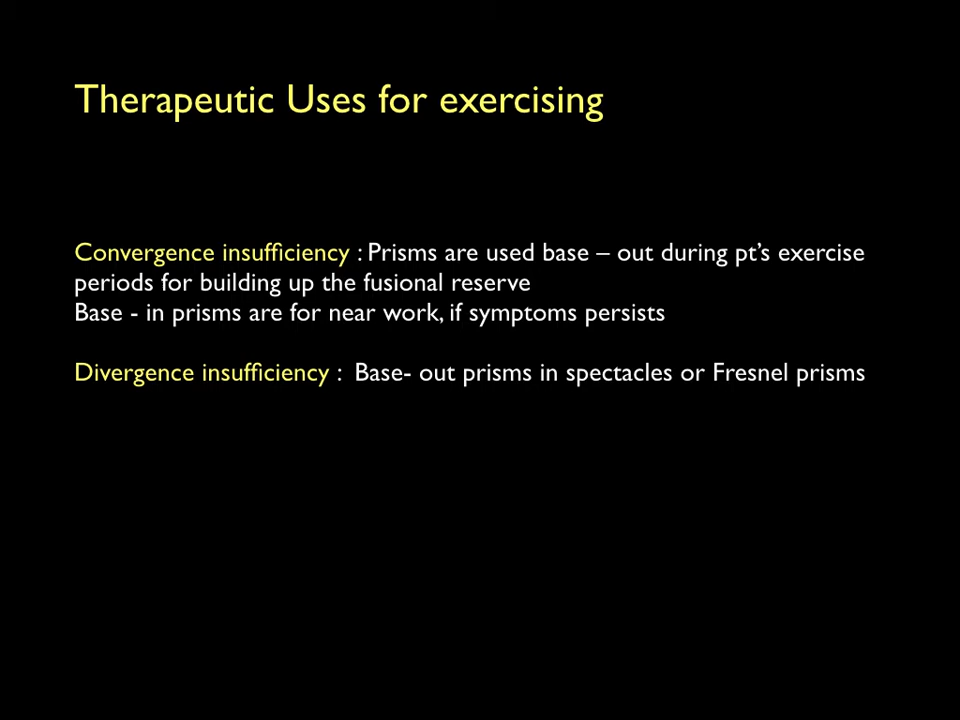 Therapeutic Uses for exercising
Convergence insufficiency : Prisms are used base – out during pt’s exercise
periods for building up the fusional reserve
Base - in prisms are for near work, if symptoms persists
Divergence insufficiency :  Base- out prisms in spectacles or Fresnel prisms